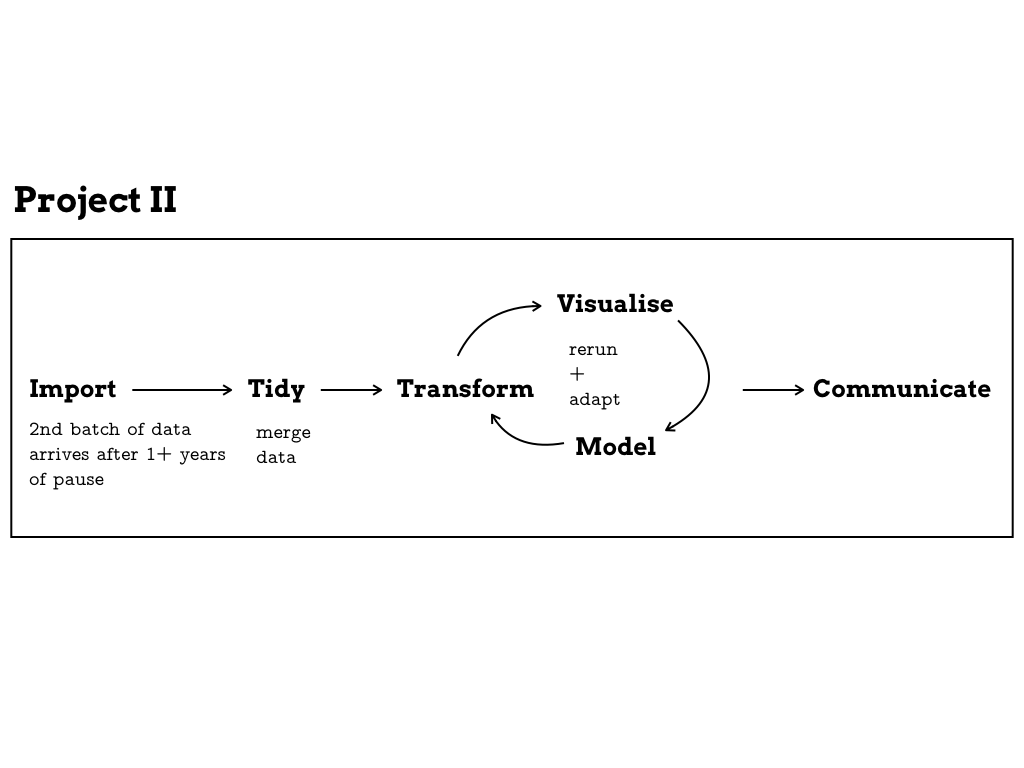 Project II
Import
2nd batch of data
arrives after 1+ years
of pause
Tidy
merge
data
Transform
Visualise
rerun
+
adapt
Model
Communicate